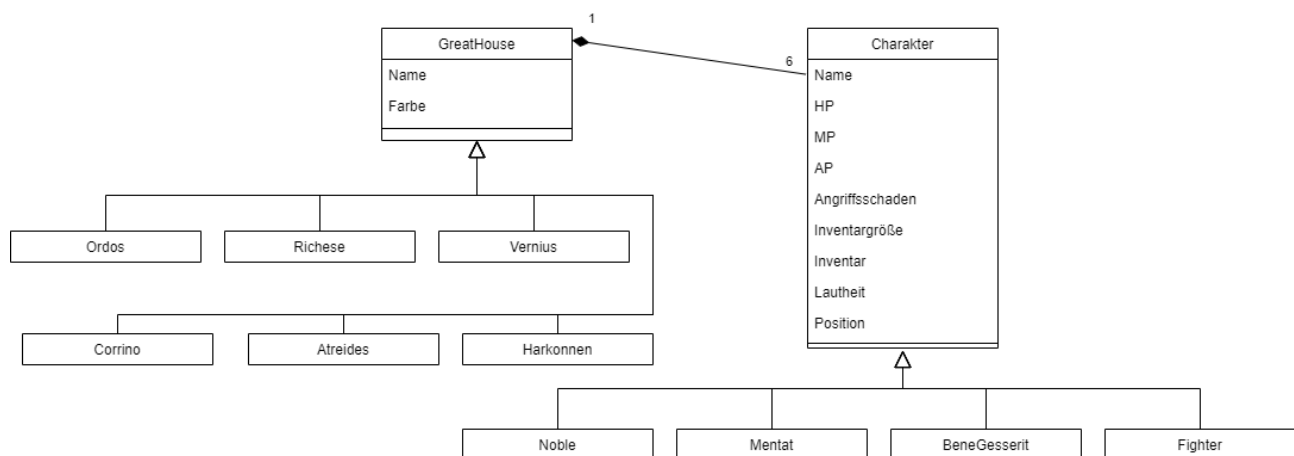 1
GreatHouse
Charakter
Name
Farbe
6
Name
HP
MP
AP
Angriffsschaden
Inventargröße
Inventar
Lautheit
Position
Ordos
Richese
Vernius
Corrino
Atreides
Harkonnen
Noble
Mentat
BeneGesserit
Fighter